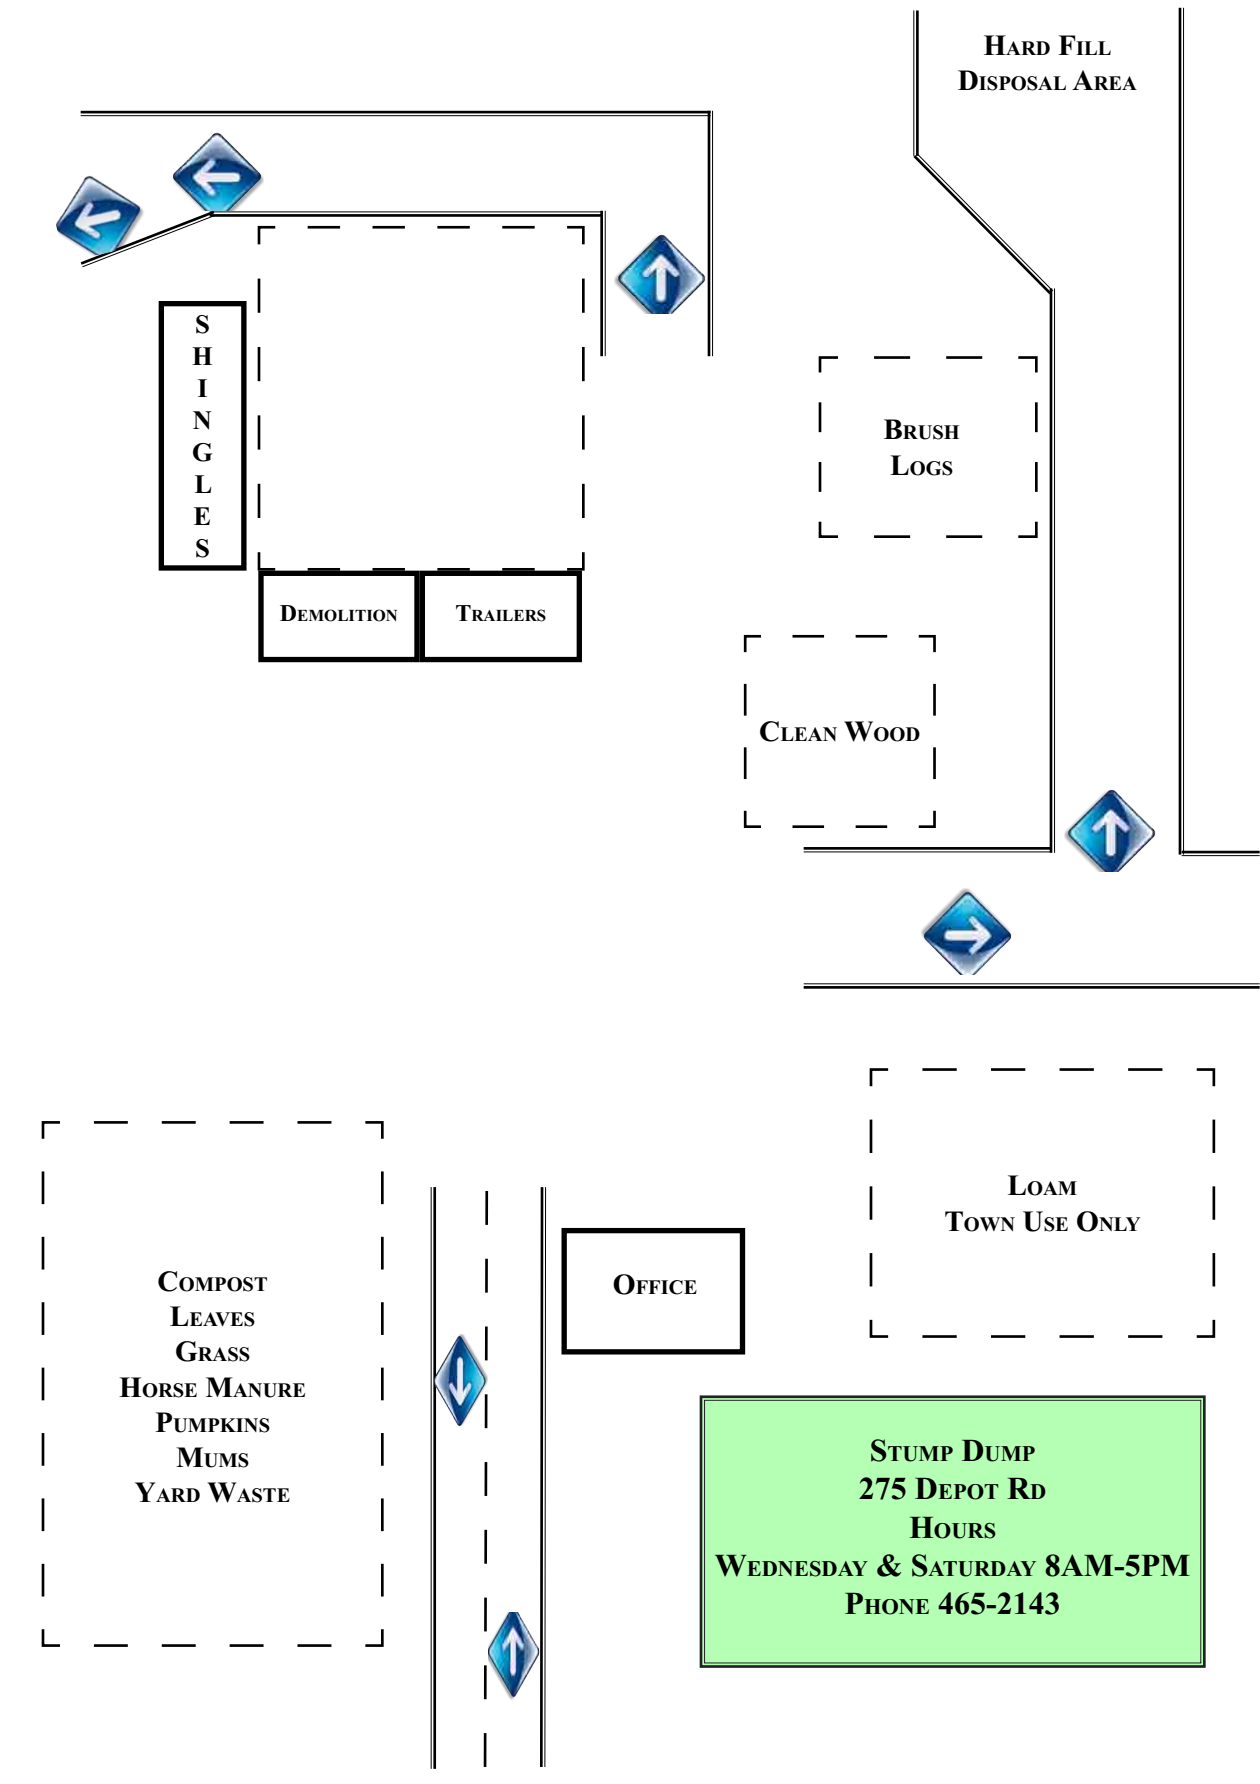 Hard Fill
Disposal Area
S
H
I
N
G
L
E
S
Brush
Logs
Demolition
Trailers
Clean Wood
Loam
Town Use Only
Office
Compost
Leaves
Grass
Horse Manure
Pumpkins
Mums
Yard Waste
Stump Dump
275 Depot Rd
Hours
Wednesday & Saturday 8AM-5PM
Phone 465-2143